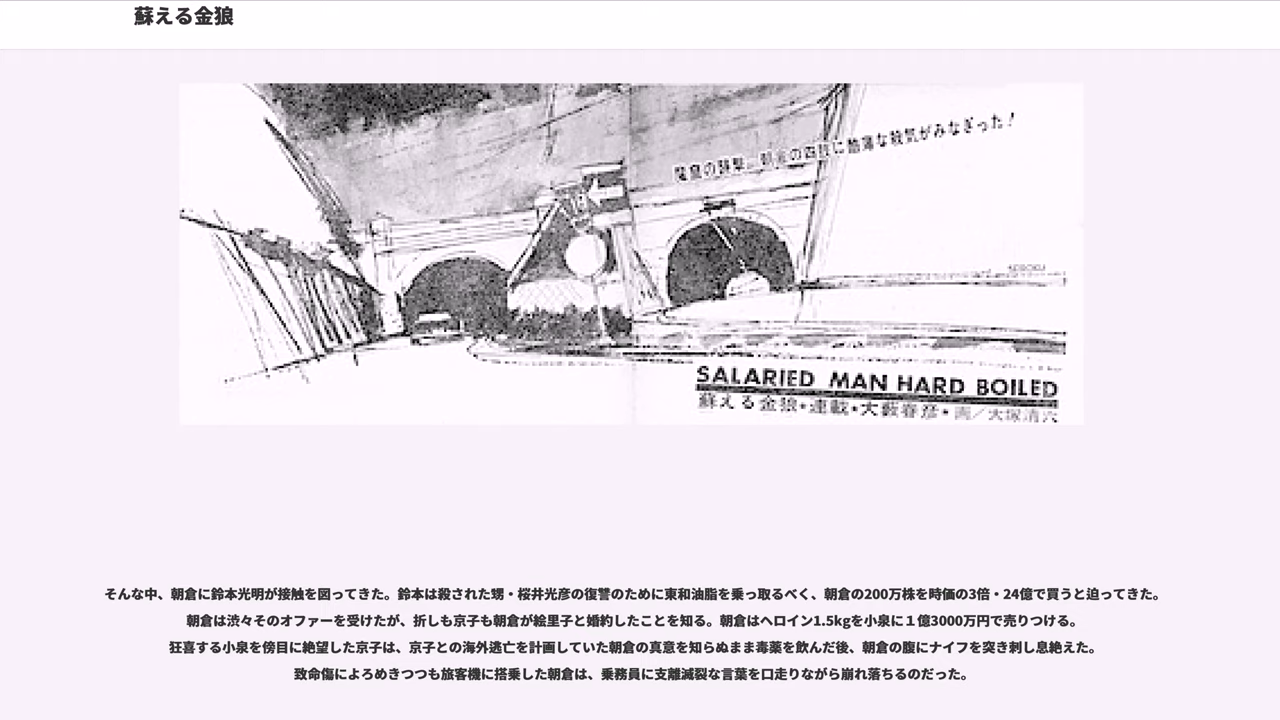 蘇える金狼
SALARIED MAN HARD BOILED
蘇える金狼・連載・大藪春彦・画／大塚清六
そんな中、朝倉に鈴本光明が接触を図ってきた。鈴本は殺された甥・桜井光彦の復讐のために東和油脂を乗っ取るべく、朝倉の200万株を時価の3倍・24億で買うと迫ってきた。
朝倉は渋々そのオファーを受けたが、折しも京子も朝倉が絵里子と婚約したことを知る。朝倉はヘロイン1.5kgを小泉に１億3000万円で売りつける。
狂喜する小泉を傍目に絶望した京子は、京子との海外逃亡を計画していた朝倉の真意を知らぬまま毒薬を飲んだ後、朝倉の腹にナイフを突き刺し息絶えた。
致命傷によろめきつつも旅客機に搭乗した朝倉は、乗務員に支離滅裂な言葉を口走りながら崩れ落ちるのだった。